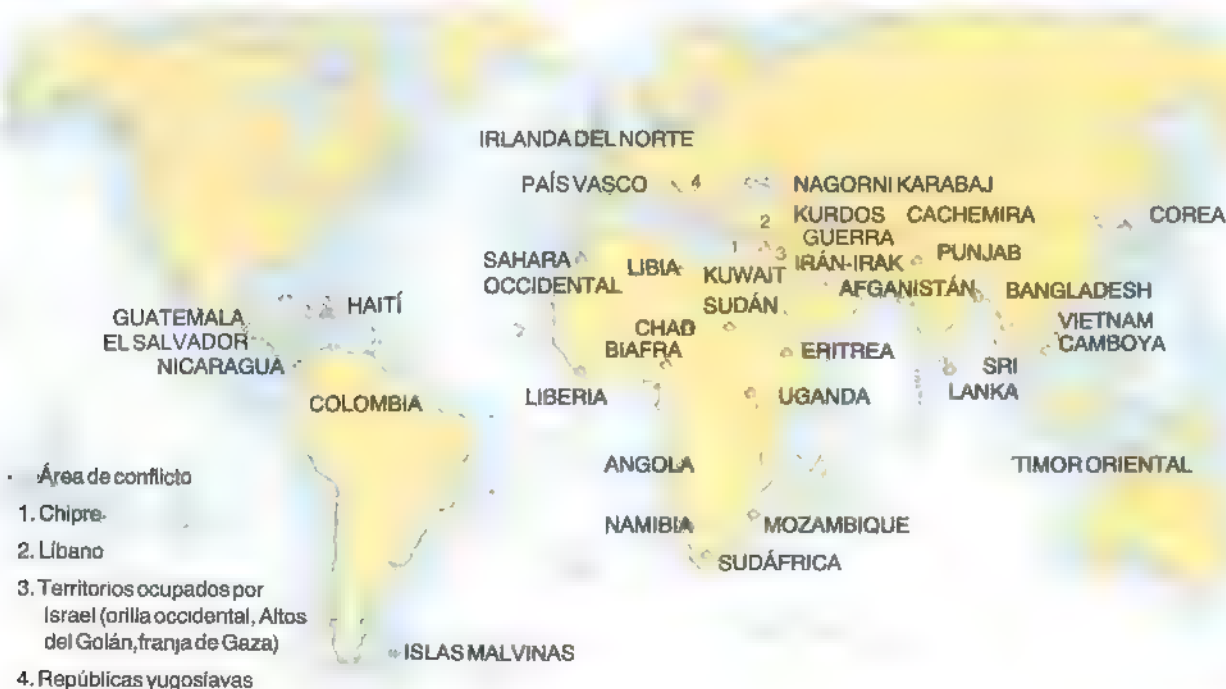 IRLANDA DEL NORTE
PAÍS VASCO
4
NAGORNI KARABAJ
2
KURDOS
CACHEMIRA
COREA
1
3
GUERRA
IRÁN-IRAK
PUNJAB
SAHARA
OCCIDENTAL
LIBIA
KUWAIT
AFGANISTÁN
BANGLADESH
SUDÁN
HAITÍ
GUATEMALA
EL SALVADOR
NICARAGUA
CHAD
BIAFRA
ERITREA
VIETNAM
CAMBOYA
SRI
LANKA
COLOMBIA
LIBERIA
UGANDA
ANGOLA
TIMOR ORIENTAL
NAMIBIA
MOZAMBIQUE
SUDÁFRICA
ISLAS MALVINAS
Área de conflicto
1. Chipre
2. Líbano
3. Territorios ocupados por
Israel (orilla occidental, Altos
del Golán, franja de Gaza)
4. Repúblicas yugoslavas